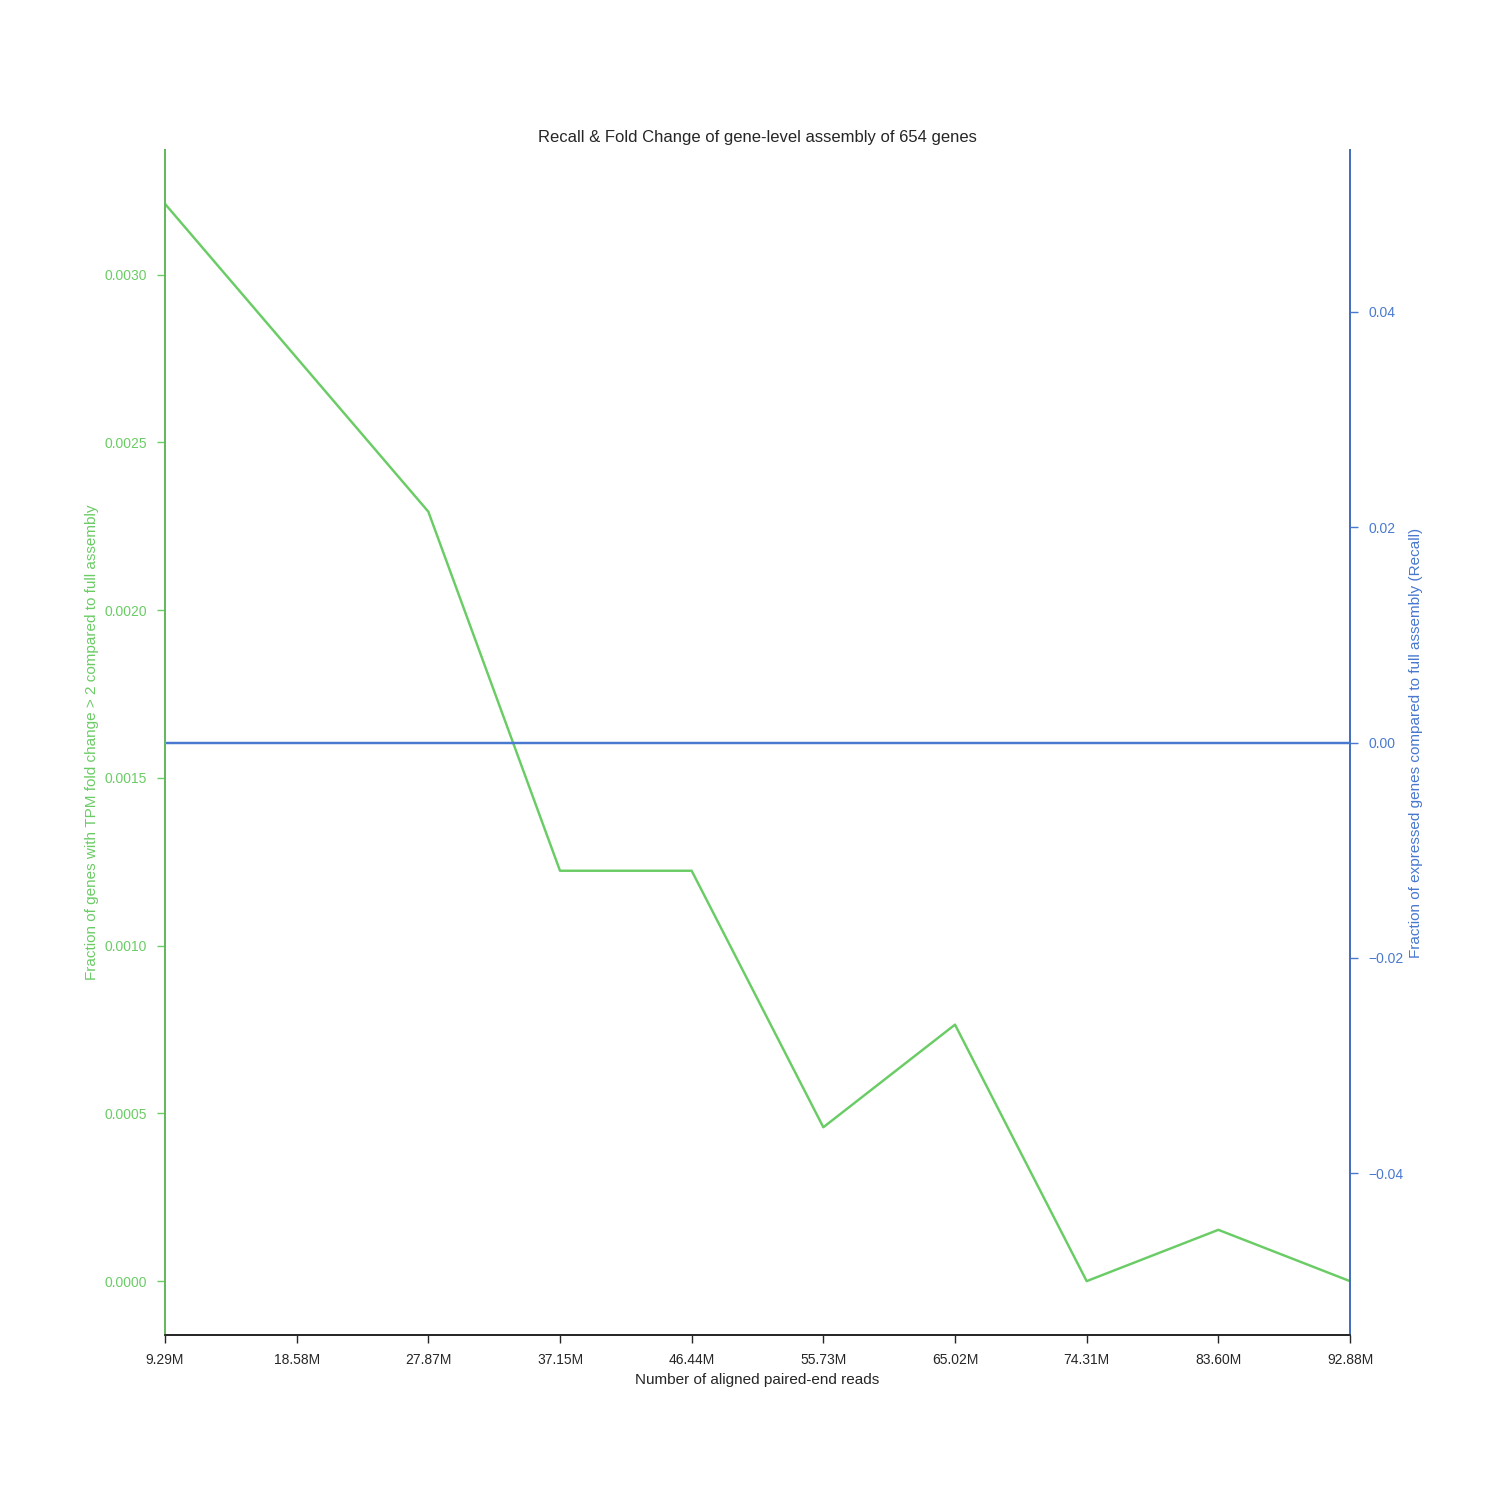 Recall & Fold Change of gene-level assembly of 654 genes
0.0030
0.0025
0.0020
0.0015
0.0010
0.0005
0.0000
Fraction of genes with TPM fold change > 2 compared to full assembly
0.04
0.02
0.00
−0.02
−0.04
Fraction of expressed genes compared to full assembly (Recall)
9.29M 18.58M 27.87M 37.15M 46.44M 55.73M 65.02M 74.31M 83.60M 92.88M
Number of aligned paired-end reads